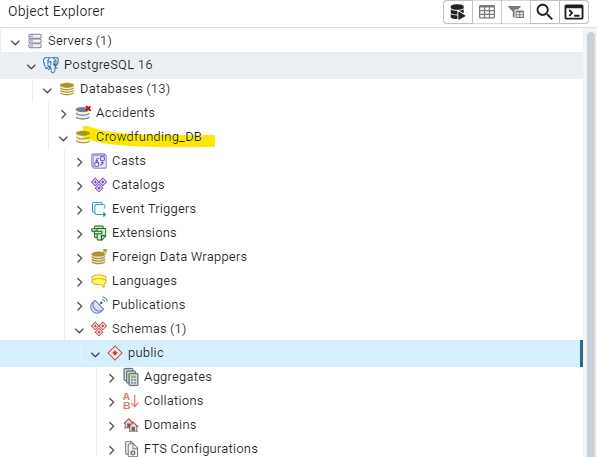 Object Explorer
Servers (1)
PostgreSQL 16
Databases (13)
Accidents
Crowdfunding_DB
Casts
Catalogs
Event Triggers
Extensions
Foreign Data Wrappers
Languages
Publications
Schemas (1)
public
Aggregates
Collations
Domains
FTS Configurations